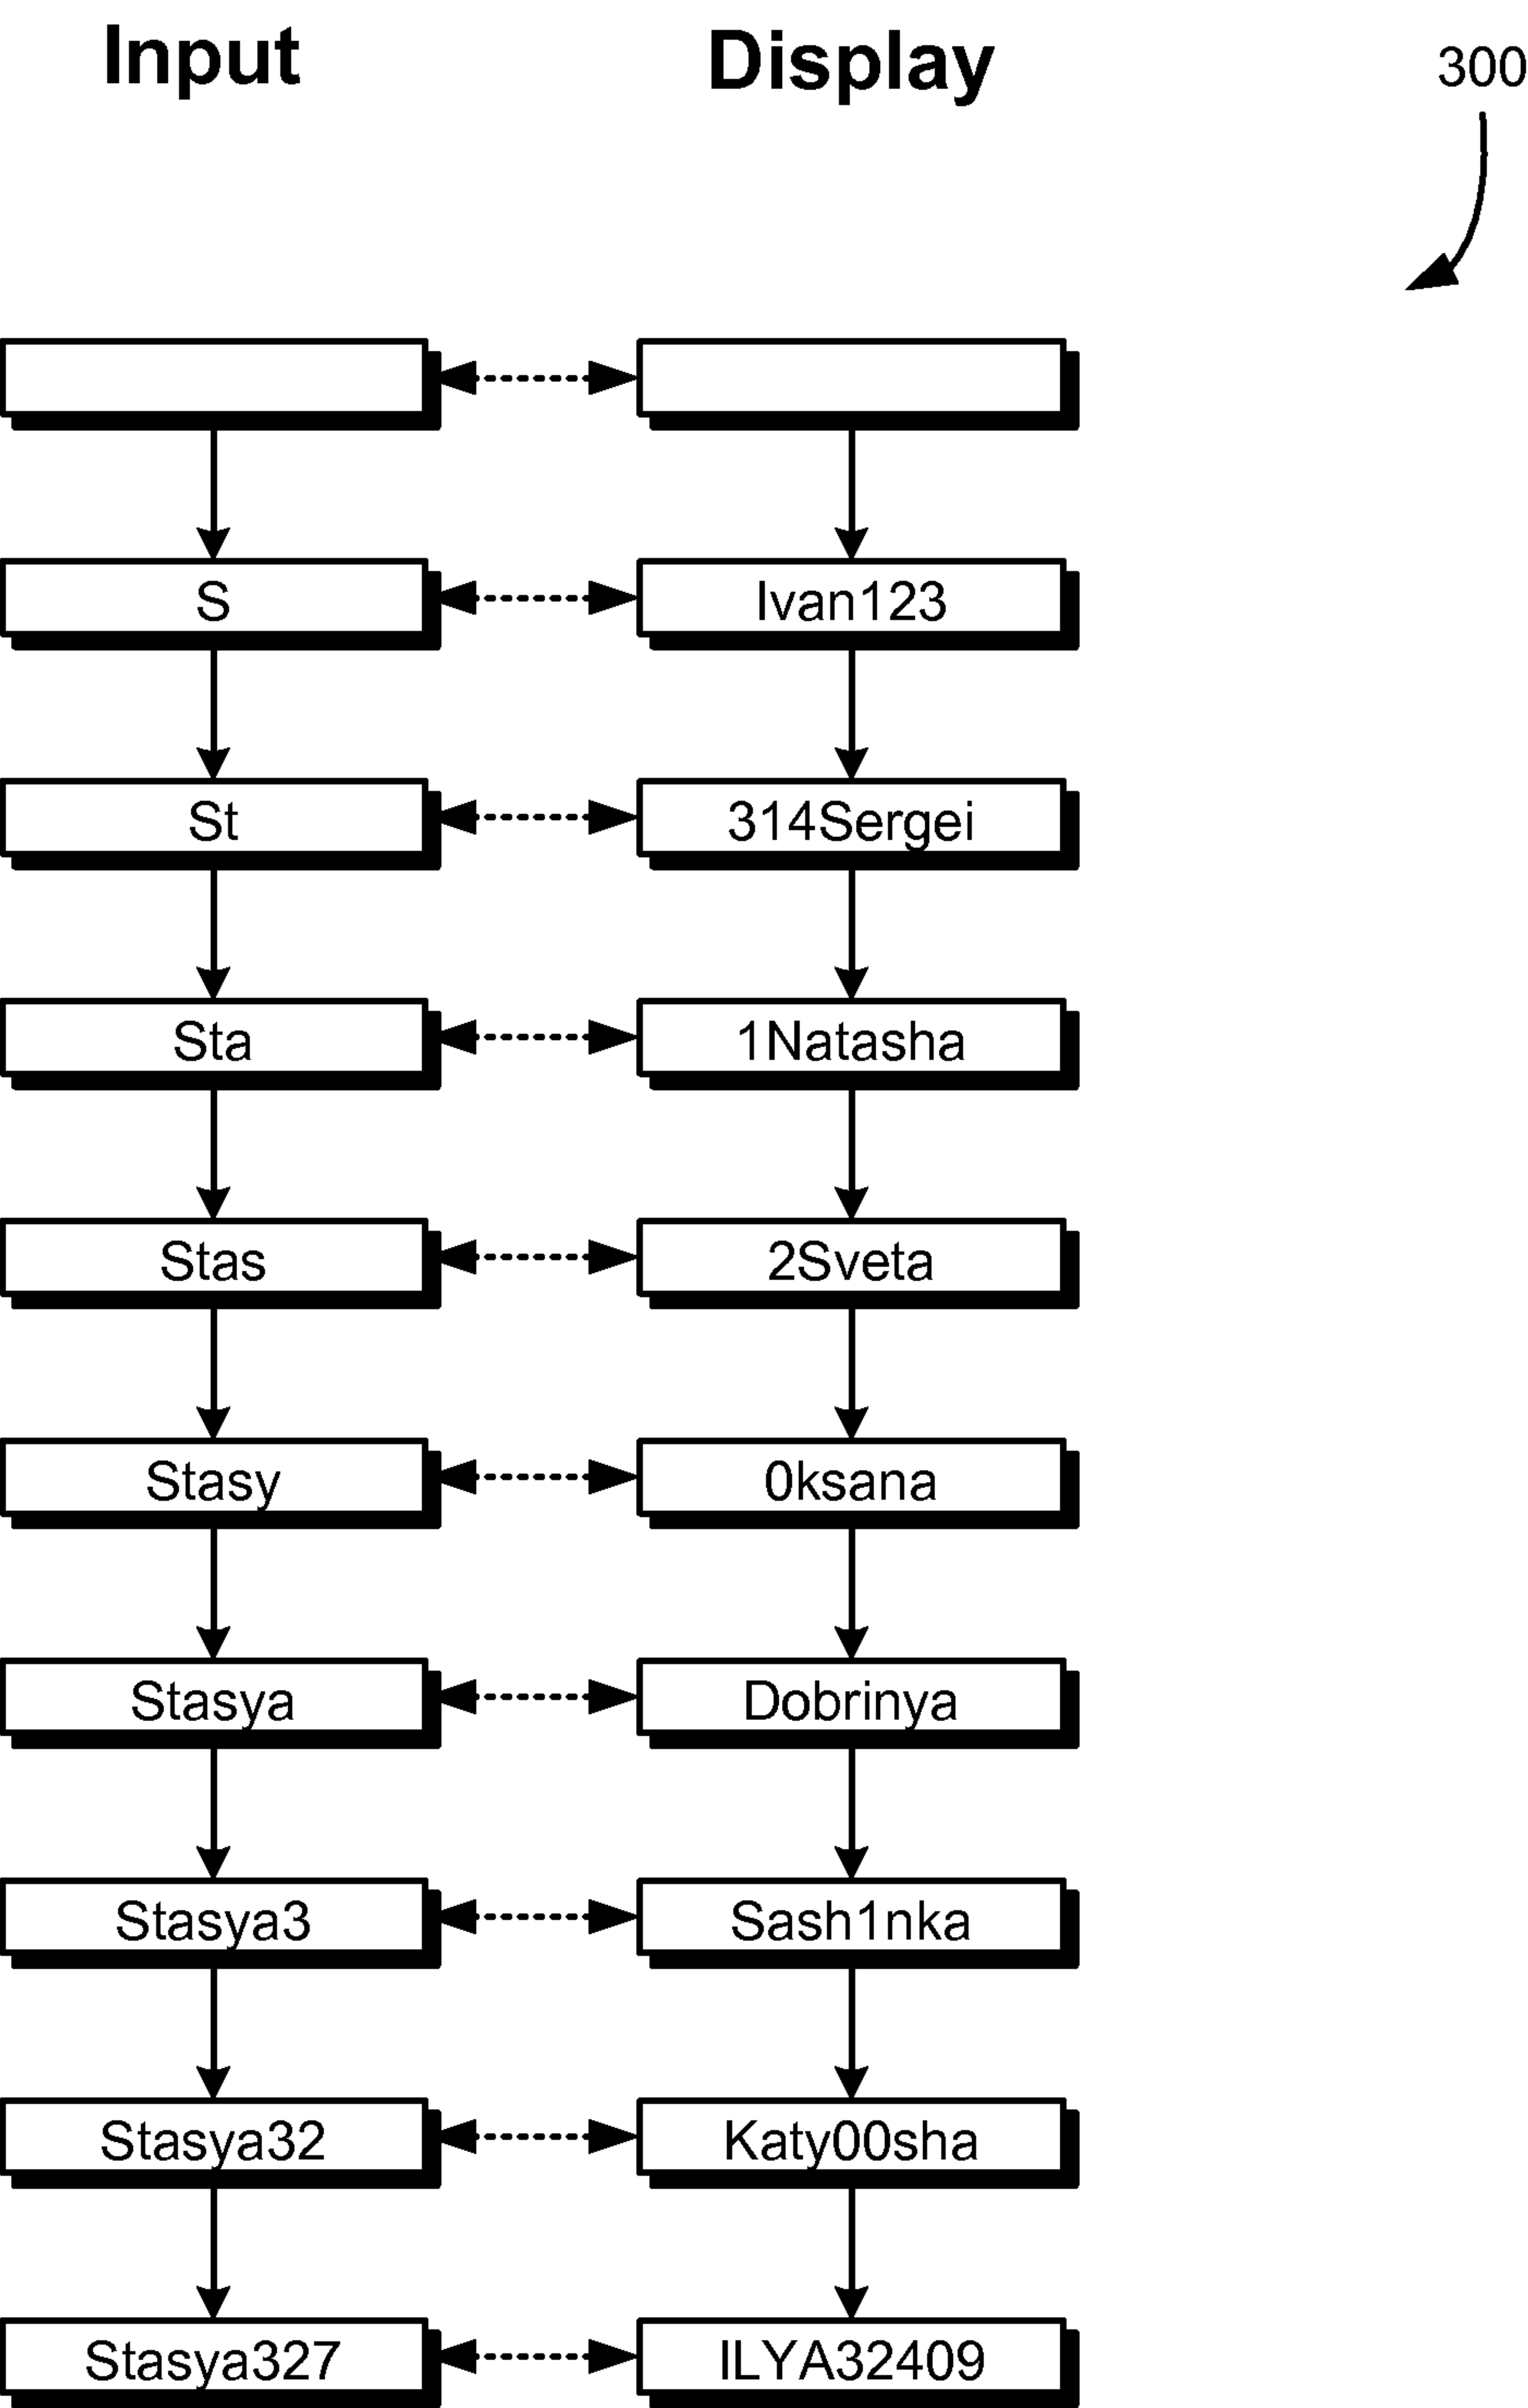 Input Display
300
S Ivan123
St 314Sergei
Sta 1Natasha
Stas 2Sveta
Stasy 0ksana
Stasya Dobrinya
Stasya3 Sash1nka
Stasya32 Katy00sha
Stasya327 ILYA32409